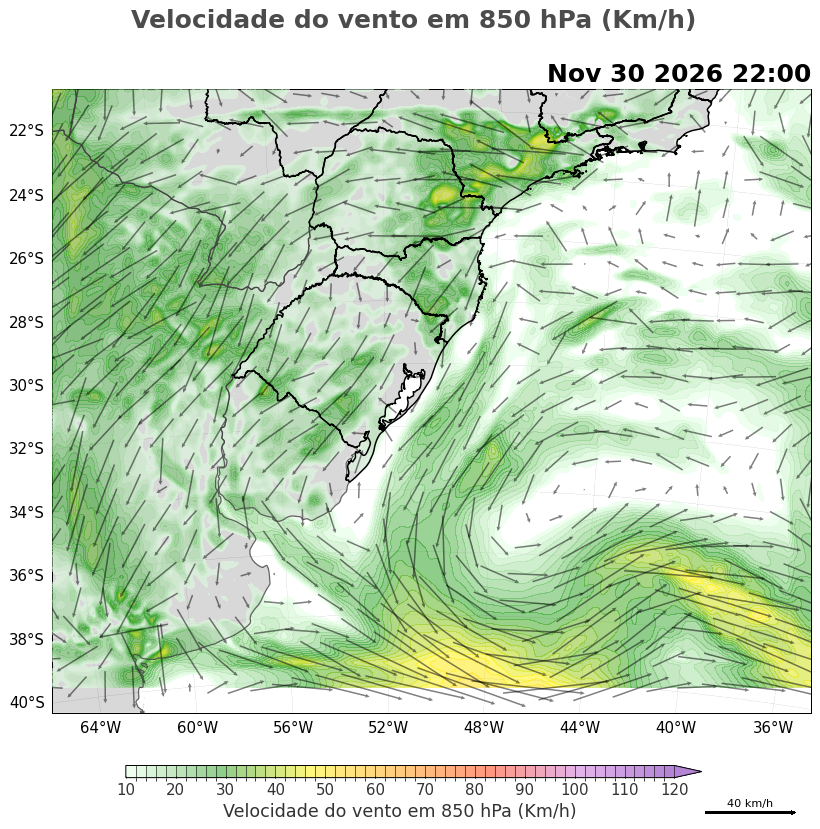 Velocidade do vento em 850 hPa (Km/h)
Nov 30 2026 22:00
22°S
24°S
26°S
28°S
30°S
32°S
34°S
36°S
38°S
40°S
64°W 60°W 56°W 52°W 48°W 44°W 40°W 36°W
10 20 30 40 50 60 70 80 90 100 110 120
Velocidade do vento em 850 hPa (Km/h)
40 km/h